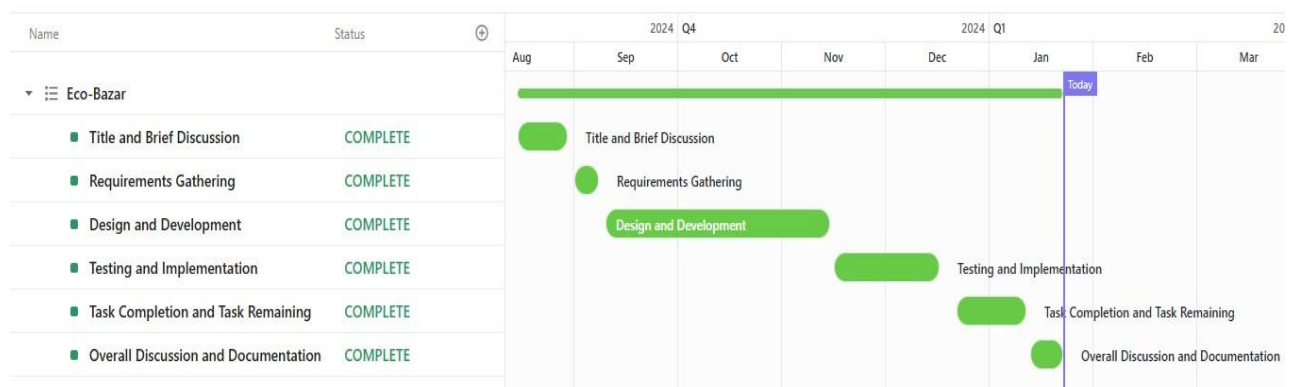 Name Status 2024 Q4 2024 Q1 20
Aug Sep Oct Nov Dec Jan Feb Mar
Today
Eco-Bazar
Title and Brief Discussion COMPLETE Title and Brief Discussion
Requirements Gathering COMPLETE Requirements Gathering
Design and Development COMPLETE Design and Development
Testing and Implementation COMPLETE Testing and Implementation
Task Completion and Task Remaining COMPLETE Task Completion and Task Remaining
Overall Discussion and Documentation COMPLETE Overall Discussion and Documentation